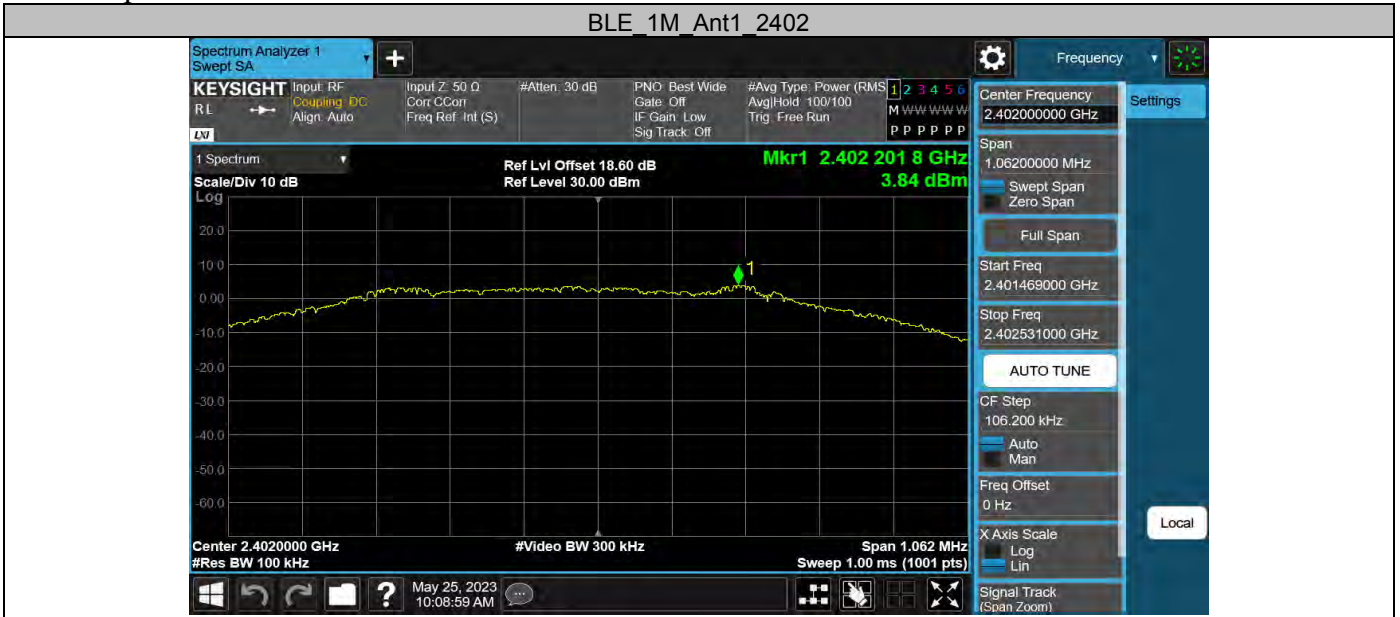 BLE_1M_Ant1_2402
Spectrum Analyzer 1
Swept SA
Frequency
KEYSIGHT
RL
LXI
Input: RF
Coupling: DC
Align: Auto
Input Z: 50 Ω
Corr CCorr
Freq Ref: Int (S)
#Atten: 30 dB
PNO: Best Wide
Gate: Off
IF Gain: Low
Sig Track: Off
#Avg Type: Power (RMS
Avg|Hold: 100/100
Trig: Free Run
1 2 3 4 5 6
M W W W W W
P P P P P P
1 Spectrum
Scale/Div 10 dB
Log
Ref Lvl Offset 18.60 dB
Ref Level 30.00 dBm
Mkr1 2.402 201 8 GHz
3.84 dBm
20.0
10.0
0.00
-10.0
-20.0
-30.0
-40.0
-50.0
-60.0
1
Center 2.4020000 GHz
#Res BW 100 kHz
#Video BW 300 kHz
Span 1.062 MHz
Sweep 1.00 ms (1001 pts)
May 25, 2023
10:08:59 AM
Center Frequency
2.402000000 GHz
Settings
Span
1.06200000 MHz
Swept Span
Zero Span
Full Span
Start Freq
2.401469000 GHz
Stop Freq
2.402531000 GHz
AUTO TUNE
CF Step
106.200 kHz
Auto
Man
Freq Offset
0 Hz
X Axis Scale
Log
Lin
Local
Signal Track
(Span Zoom)